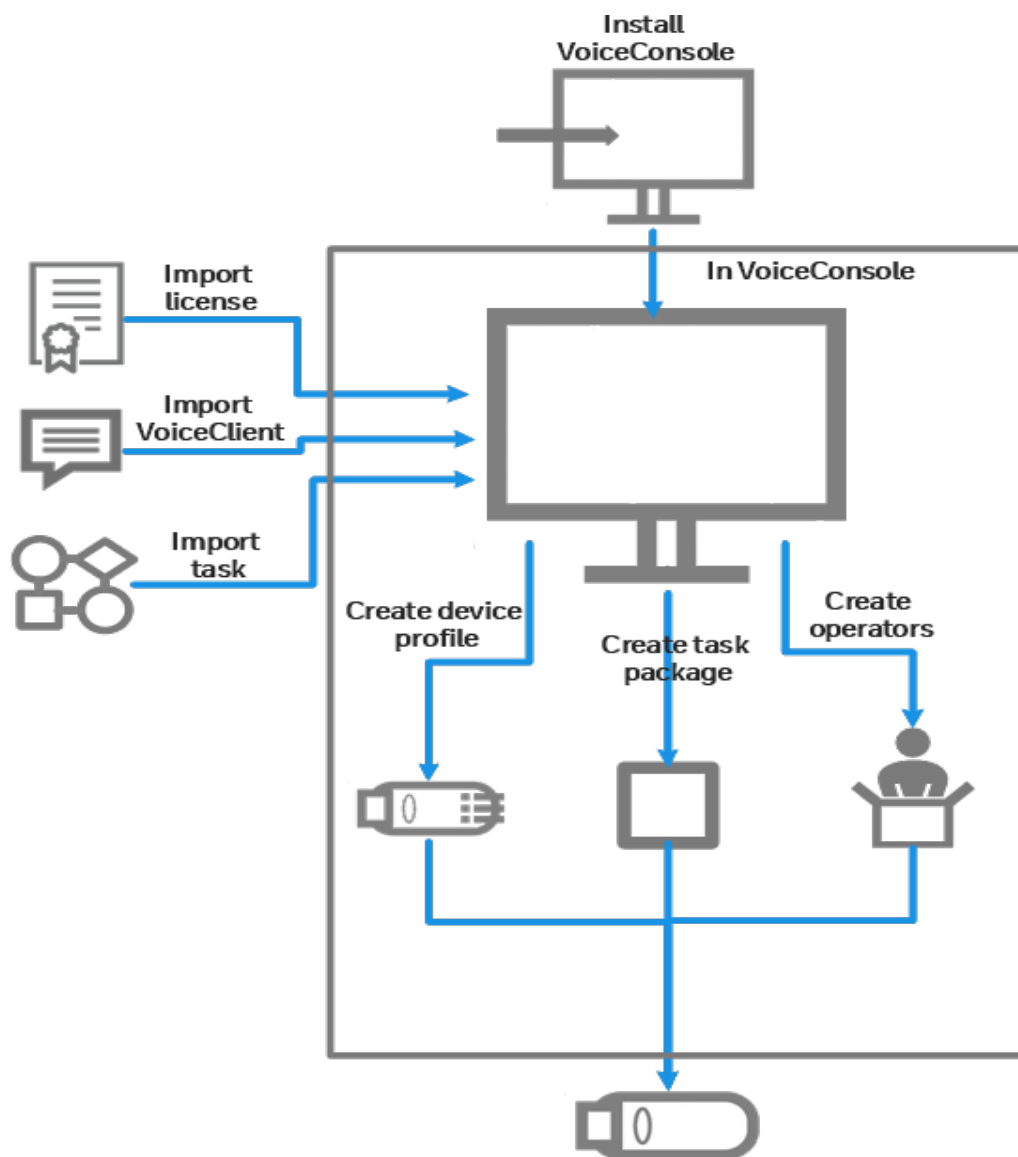 Install
VoiceConsole
In VoiceConsole
Import
license
Import
VoiceClient
Import
task
Create device
profile
Create task
package
Create
operators